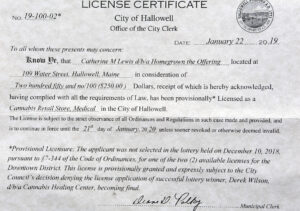 LICENSE CERTIFICATE
No. 19-100-02*
City of Hallowell
Office of the City Clerk
DATE: January 22 2019
To all whom these presents may concern:
Know Ye, that Catherine M Lewis d/b/a Homegrown the Offering located at
109 Water Street, Hallowell, Maine in consideration of
Two hundred fifty and no/100 ($250.00) Dollars, receipt of which is hereby acknowledged,
having complied with all the requirements of Law, has been provisionally* Licensed as a
Cannabis Retail Store, Medical in the City of Hallowell.
The License is subject to the strict observance of all Ordinances and Regulations in such case made and provided, and
is to continue in force until the 21st day of January, 2020 unless sooner revoked or otherwise deemed invalid.
*Provisional Licensure: The applicant was not selected in the lottery held on December 10, 2018,
pursuant to §7-344 of the Code of Ordinances, for one of the two (2) available licenses for the
Downtown District. This license is provisionally granted and expressly subject to the City
Council's decision denying the license application of successful lottery winner, Derek Wilson,
d/b/a Cannabis Healing Center, becoming final.
Municipal Clerk